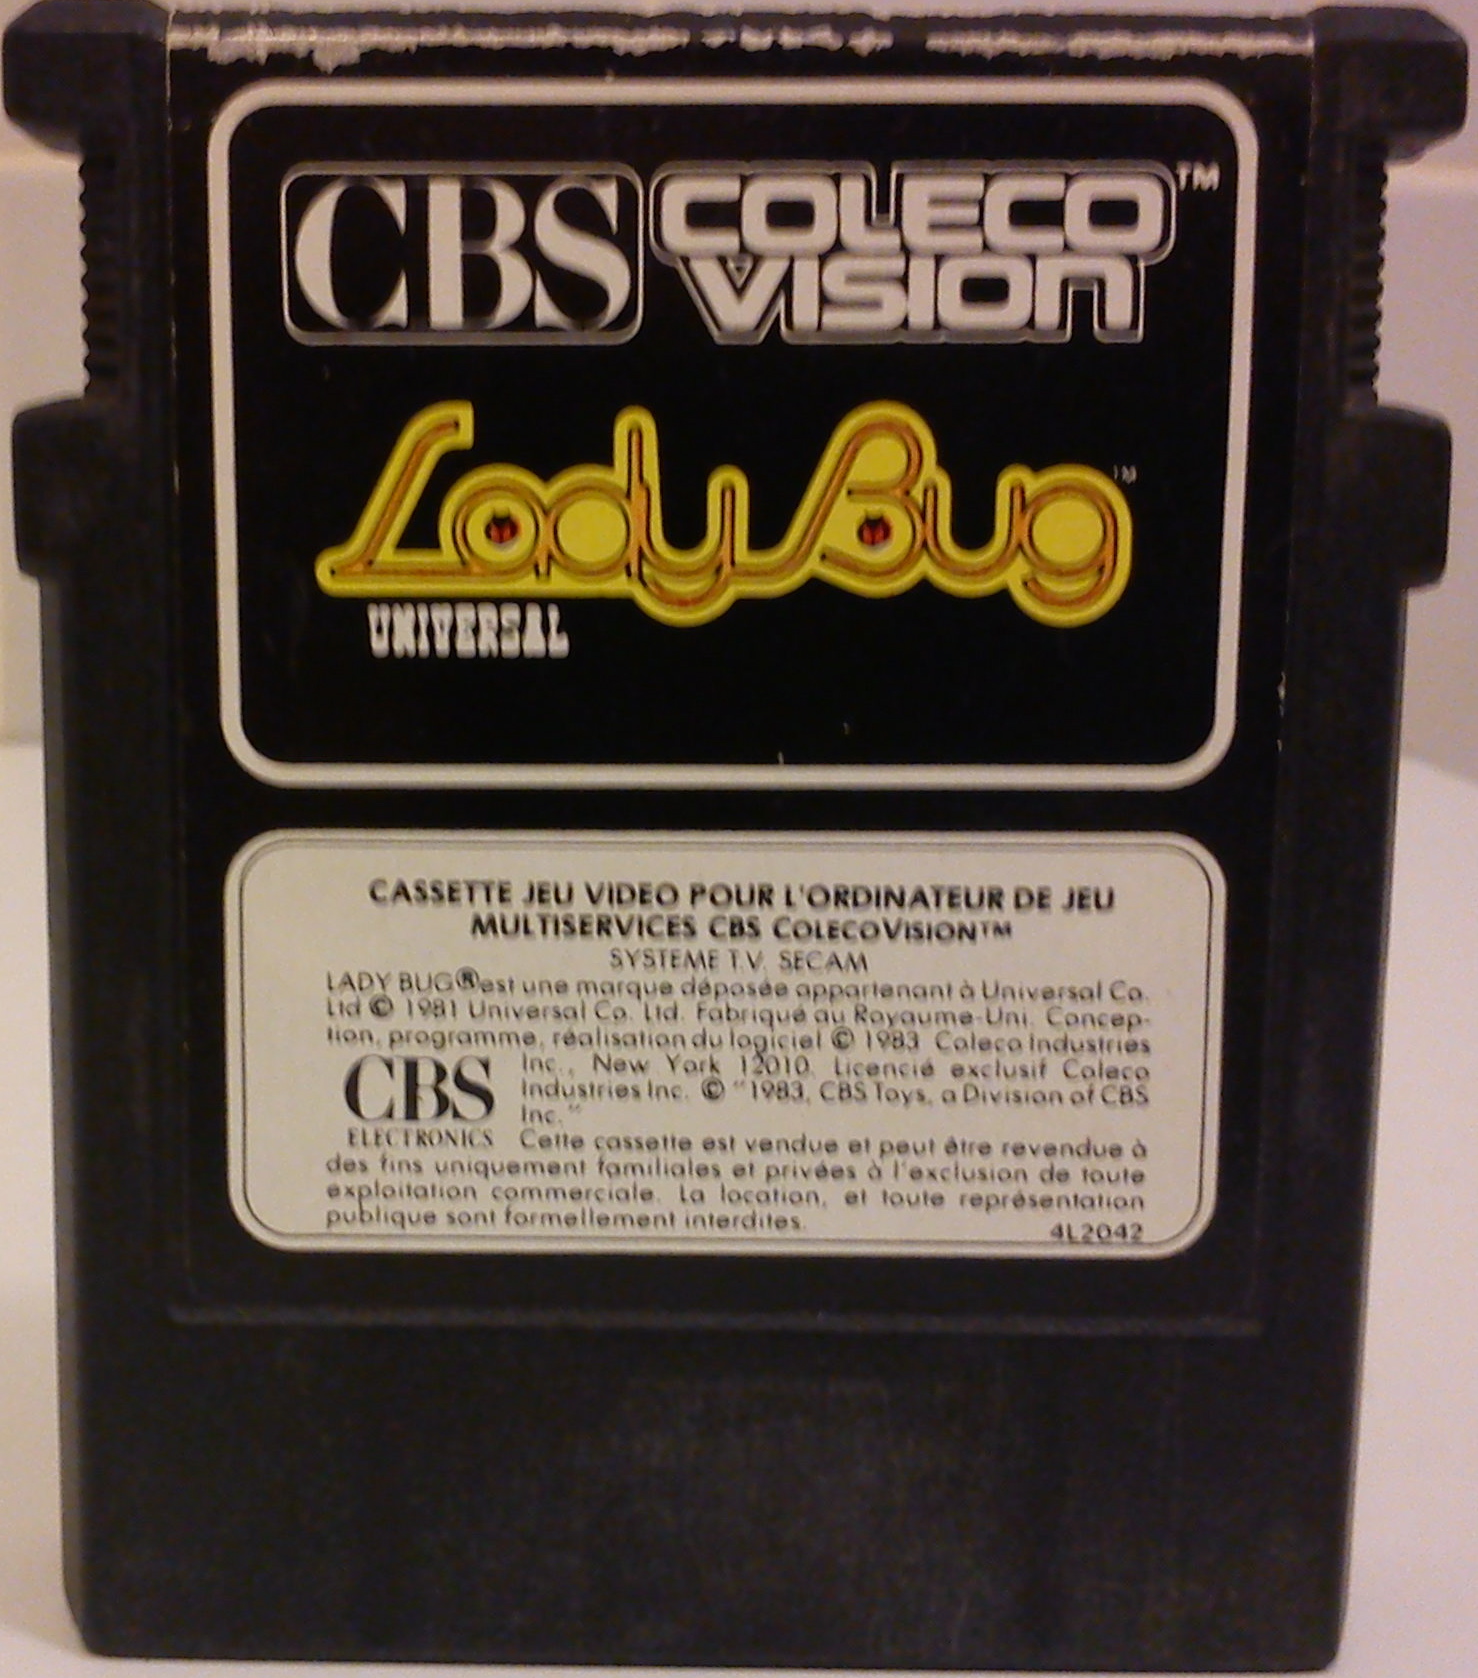 CBS COLECO VISION™
Lady Bug™
UNIVERSAL
CASSETTE JEU VIDEO POUR L'ORDINATEUR DE JEU
MULTISERVICES CBS COLECOVISION™
SYSTEME T.V. SECAM
LADY BUG® est une marque déposée appartenant à Universal Co.
Ltd © 1981 Universal Co. Ltd. Fabriqué au Royaume-Uni. Concep-
tion, programme, réalisation du logiciel © 1983 Coleco Industries
Inc., New York 12010. Licencié exclusif Coleco
Industries Inc. © "1983, CBS Toys, a Division of CBS
Inc."
CBS
ELECTRONICS
Cette cassette est vendue et peut être revendue à
des fins uniquement familiales et privées à l'exclusion de toute
exploitation commerciale. La location, et toute représentation
publique sont formellement interdites.
4L2042